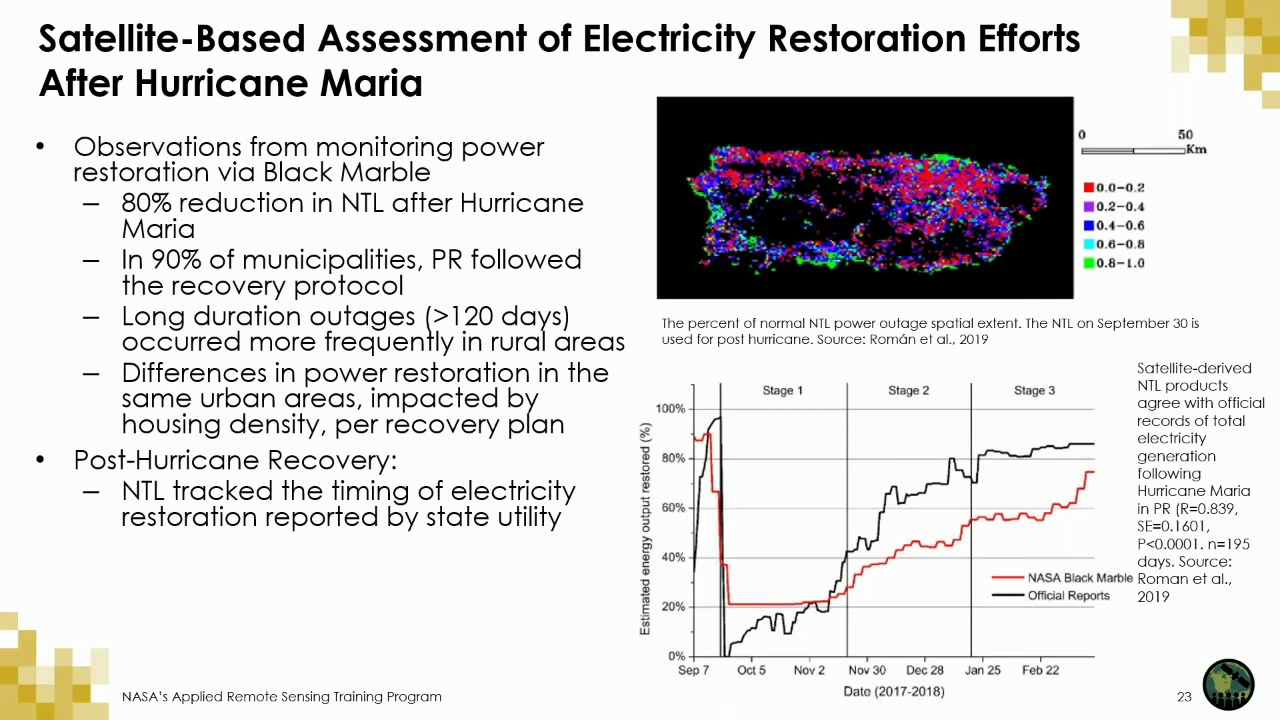 Satellite-Based Assessment of Electricity Restoration Efforts
After Hurricane Maria
• Observations from monitoring power
restoration via Black Marble
– 80% reduction in NTL after Hurricane
Maria
– In 90% of municipalities, PR followed
the recovery protocol
– Long duration outages (>120 days)
occurred more frequently in rural areas
– Differences in power restoration in the
same urban areas, impacted by
housing density, per recovery plan
• Post-Hurricane Recovery:
– NTL tracked the timing of electricity
restoration reported by state utility
0 50
Km
0.0−0.2
0.2−0.4
0.4−0.6
0.6−0.8
0.8−1.0
The percent of normal NTL power outage spatial extent. The NTL on September 30 is
used for post hurricane. Source: Román et al., 2019
Stage 1 Stage 2 Stage 3
100%
80%
60%
40%
20%
0%
Estimated energy output restored (%)
NASA Black Marble
Official Reports
Sep 7 Oct 5 Nov 2 Nov 30 Dec 28 Jan 25 Feb 22
Date (2017-2018)
Satellite-derived
NTL products
agree with official
records of total
electricity
generation
following
Hurricane Maria
in PR (R=0.839,
SE=0.1601,
P<0.0001. n=195
days. Source:
Roman et al.,
2019
NASA's Applied Remote Sensing Training Program
23